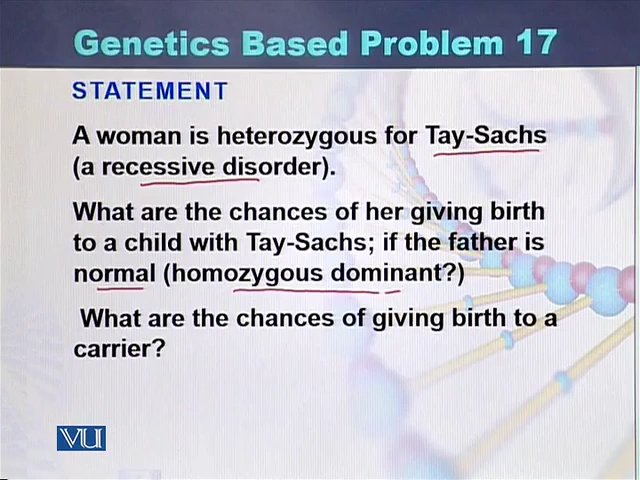 Genetics Based Problem 17
STATEMENT
A woman is heterozygous for Tay-Sachs
(a recessive disorder).
What are the chances of her giving birth
to a child with Tay-Sachs; if the father is
normal (homozygous dominant?)
What are the chances of giving birth to a
carrier?
VU